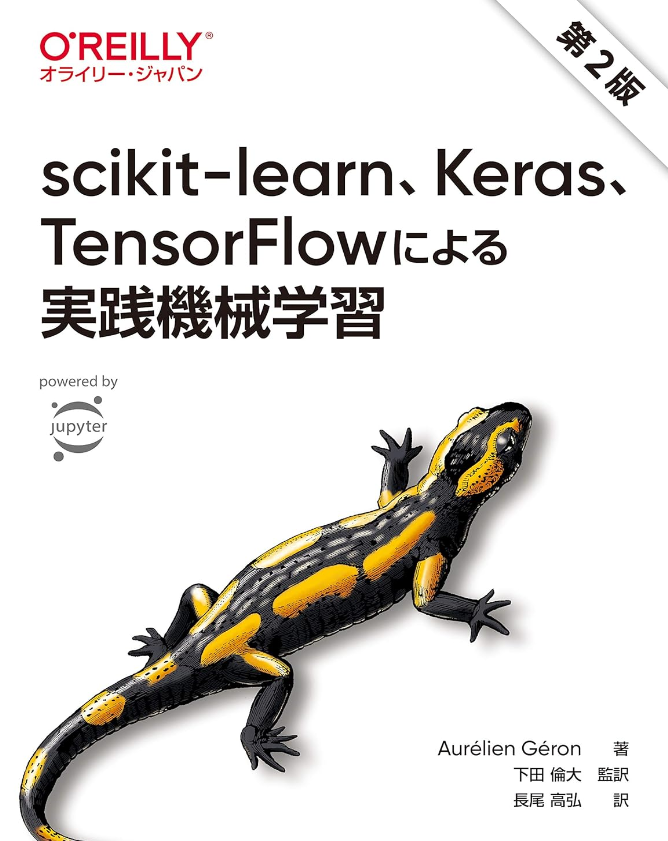 O'REILLY®
オライリー・ジャパン
第2版
scikit-learn、Keras、
TensorFlowによる
実践機械学習
powered by
jupyter
Aurélien Géron 著
下田 倫大 監訳
長尾 高弘 訳